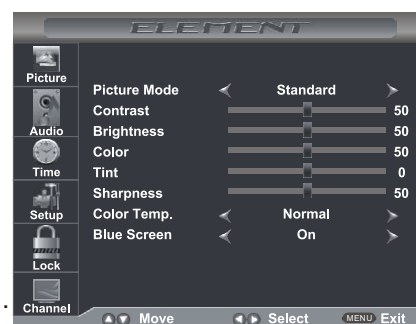 ELEMENT
Picture
Audio
Time
Setup
Lock
Channel
Picture Mode Standard
Contrast 50
Brightness 50
Color 50
Tint 0
Sharpness 50
Color Temp. Normal
Blue Screen On
Move Select MENU Exit